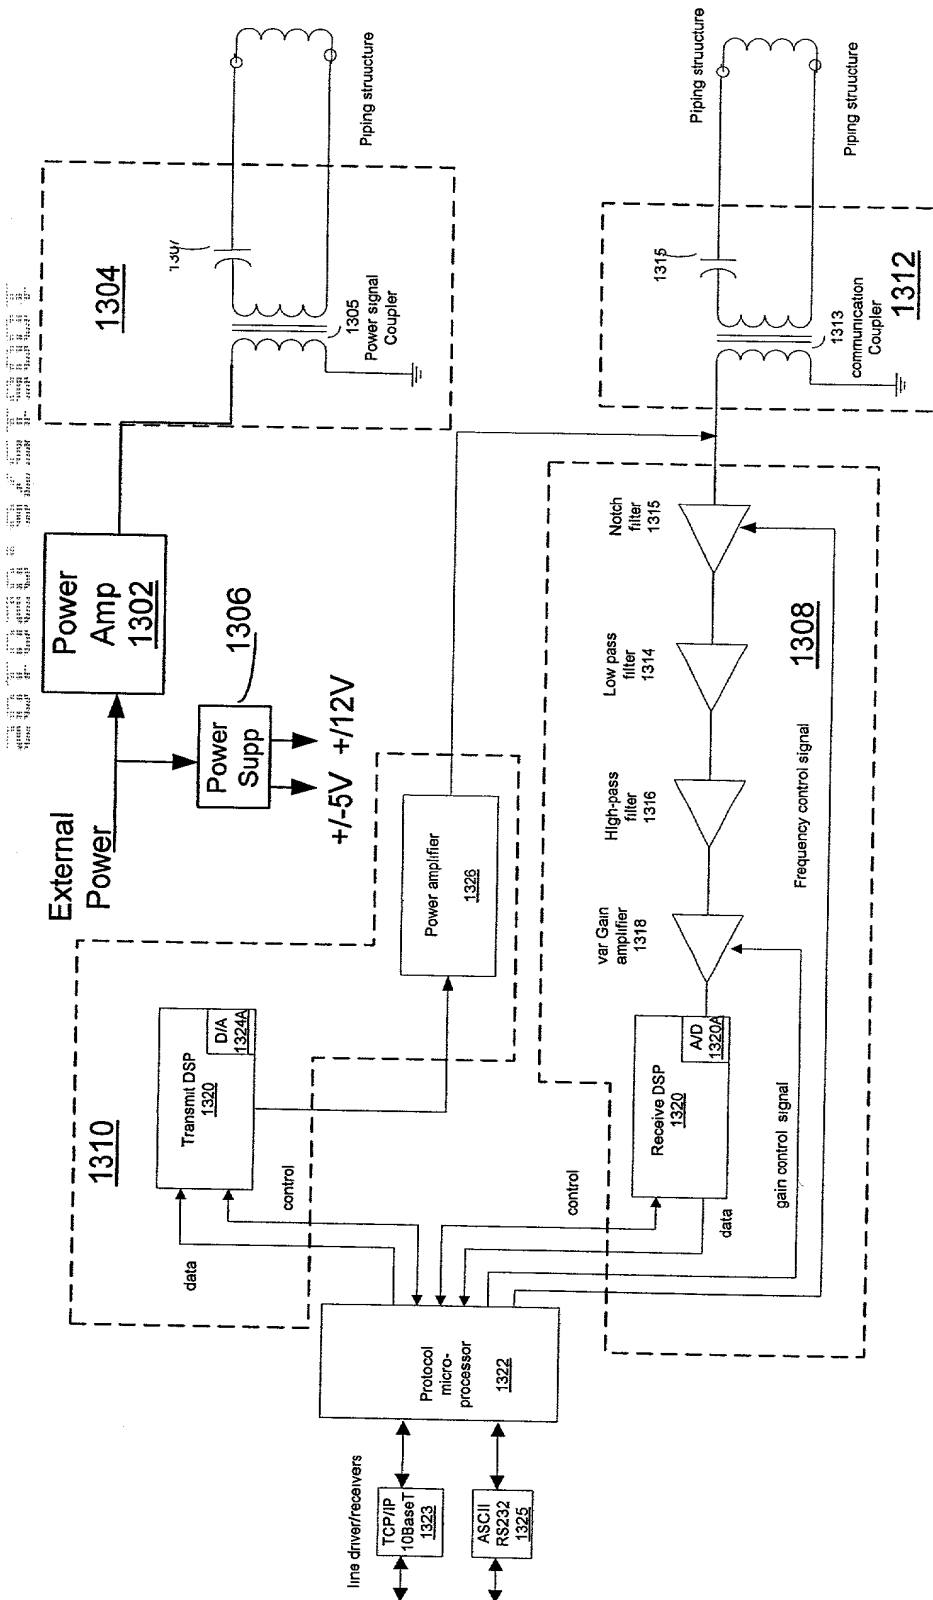 External
Power
Power
Amp
1302
Power
Supp
1306
+/-5V
+/12V
1304
1305
Power signal
Coupler
Piping struucture
1310
Transmit DSP
1320
D/A
1324A
data
control
Power amplifier
1326
line driver/receivers
TCP/IP
10BaseT
1323
ASCII
RS232
1325
Protocol
micro-
processor
1322
control
data
Receive DSP
1320
A/D
1320A
var Gain
amplifier
1318
HIgh-pass
filter
1316
Low pass
filter
1314
Notch
filter
1315
1308
gain control signal
Frequency control signal
1315
1313
communication
Coupler
1312
Piping struucture
Piping struucture